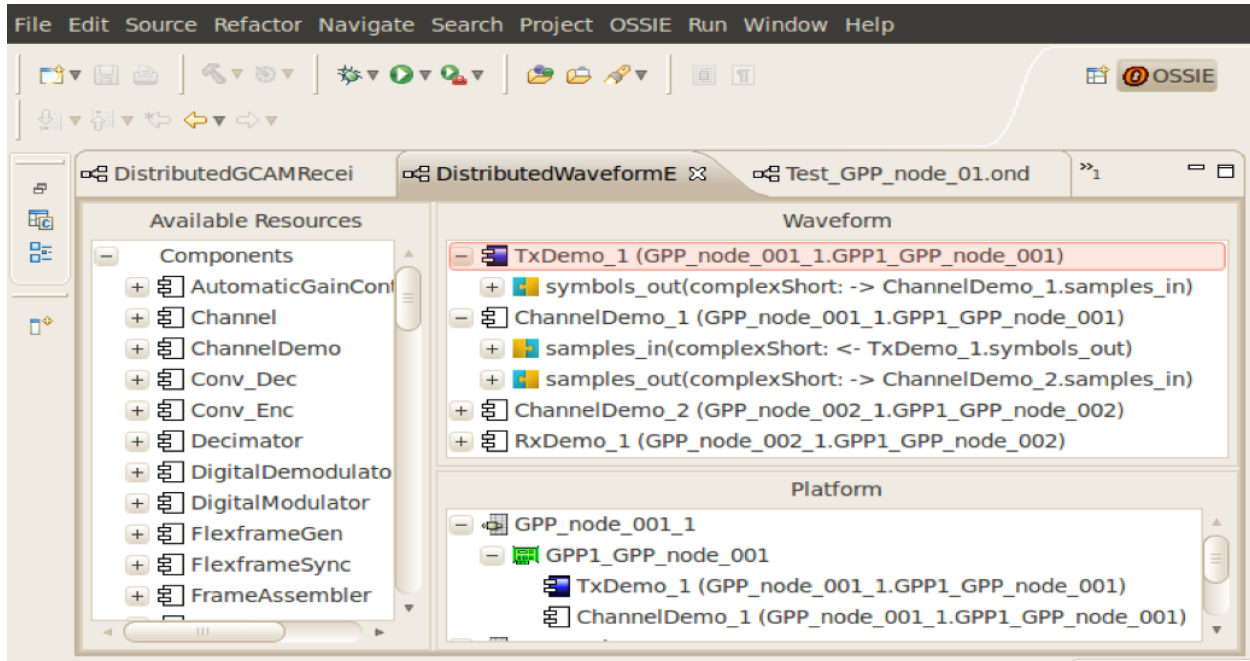 File Edit Source Refactor Navigate Search Project OSSIE Run Window Help
OSSIE
DistributedGCAMRecei
DistributedWaveformE
Test_GPP_node_01.ond
»1
Available Resources
Components
AutomaticGainCont
Channel
ChannelDemo
Conv_Dec
Conv_Enc
Decimator
DigitalDemodulato
DigitalModulator
FlexframeGen
FlexframeSync
FrameAssembler
Waveform
TxDemo_1 (GPP_node_001_1.GPP1_GPP_node_001)
symbols_out(complexShort: -> ChannelDemo_1.samples_in)
ChannelDemo_1 (GPP_node_001_1.GPP1_GPP_node_001)
samples_in(complexShort: <- TxDemo_1.symbols_out)
samples_out(complexShort: -> ChannelDemo_2.samples_in)
ChannelDemo_2 (GPP_node_002_1.GPP1_GPP_node_002)
RxDemo_1 (GPP_node_002_1.GPP1_GPP_node_002)
Platform
GPP_node_001_1
GPP1_GPP_node_001
TxDemo_1 (GPP_node_001_1.GPP1_GPP_node_001)
ChannelDemo_1 (GPP_node_001_1.GPP1_GPP_node_001)